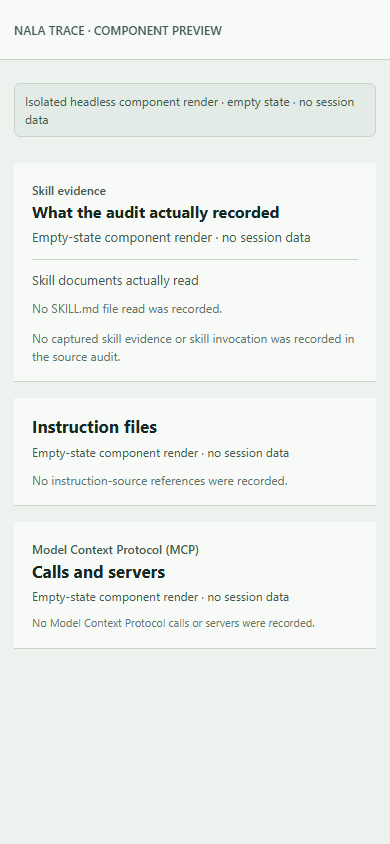 NALA TRACE · COMPONENT PREVIEW
Isolated headless component render · empty state · no session
data
Skill evidence
What the audit actually recorded
Empty-state component render · no session data
Skill documents actually read
No SKILL.md file read was recorded.
No captured skill evidence or skill invocation was recorded in
the source audit.
Instruction files
Empty-state component render · no session data
No instruction-source references were recorded.
Model Context Protocol (MCP)
Calls and servers
Empty-state component render · no session data
No Model Context Protocol calls or servers were recorded.